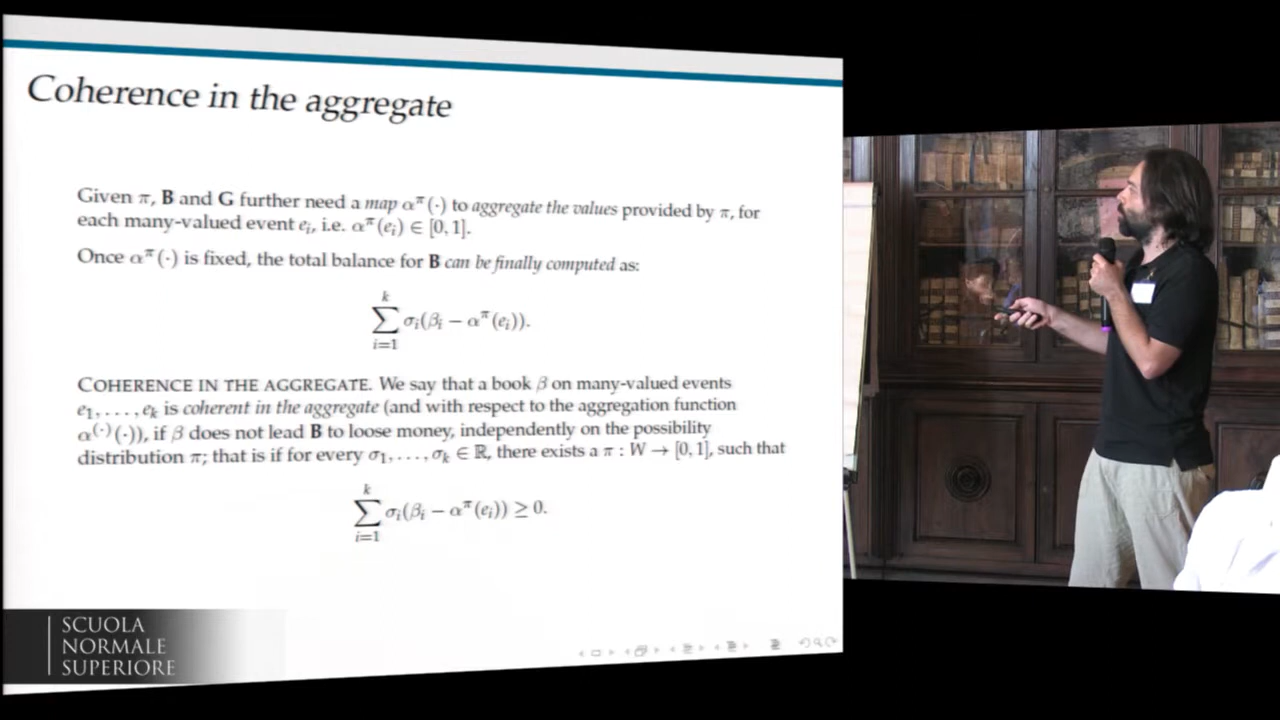 Coherence in the aggregate
Given π, B and G further need a map α^π(·) to aggregate the values provided by π, for
each many-valued event e_i, i.e. α^π(e_i) ∈ [0, 1].
Once α^π(·) is fixed, the total balance for B can be finally computed as:
∑_{i=1}^{k} σ_i(β_i − α^π(e_i)).
COHERENCE IN THE AGGREGATE. We say that a book β on many-valued events
e_1, . . . , e_k is coherent in the aggregate (and with respect to the aggregation function
α^{(·)}(·)), if β does not lead B to loose money, independently on the possibility
distribution π; that is if for every σ_1, . . . , σ_k ∈ ℝ, there exists a π : W → [0, 1], such that
∑_{i=1}^{k} σ_i(β_i − α^π(e_i)) ≥ 0.
SCUOLA
NORMALE
SUPERIORE